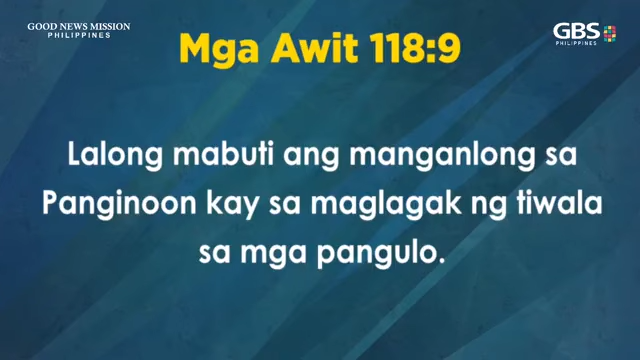 GOOD NEWS MISSION
PHILIPPINES
GBS
PHILIPPINES
Mga Awit 118:9
Lalong mabuti ang manganlong sa
Panginoon kay sa maglagak ng tiwala
sa mga pangulo.